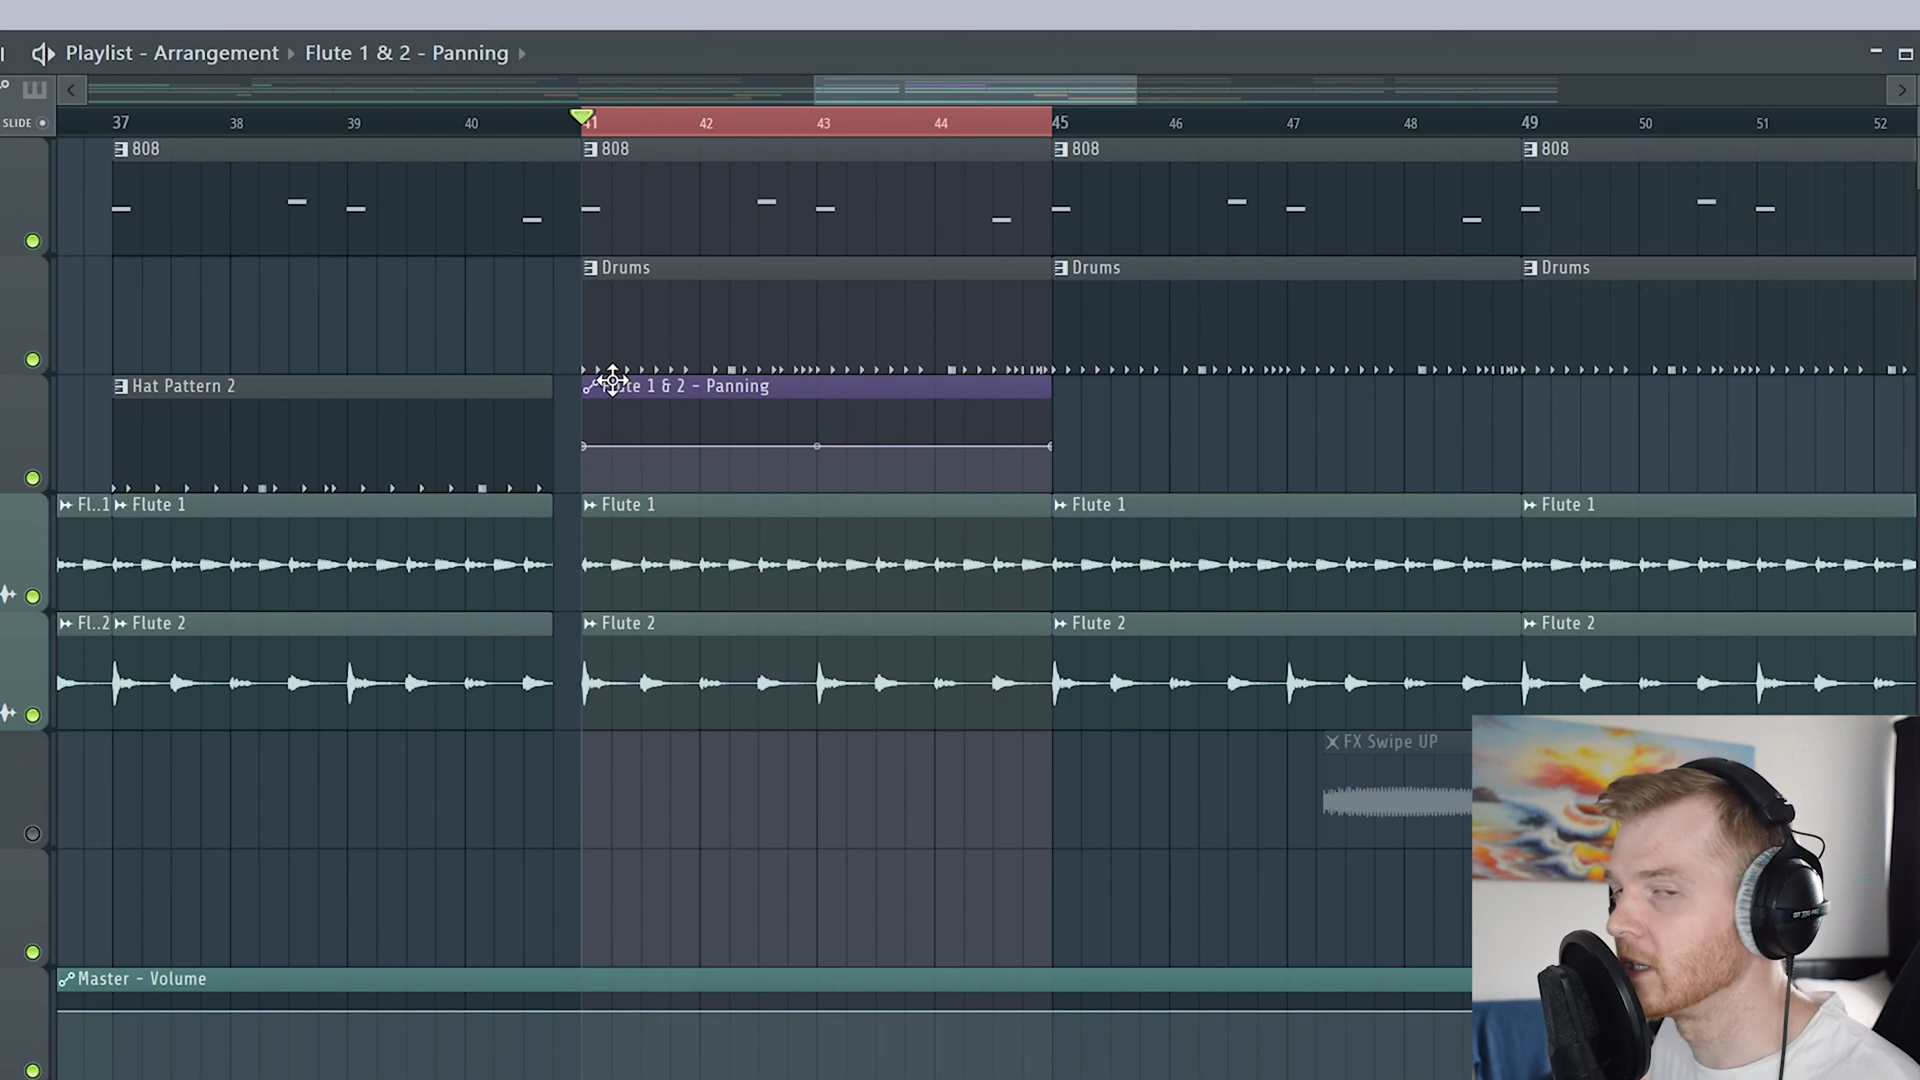 Playlist - Arrangement Flute 1 & 2 - Panning
SLIDE 37 38 39 40 41 42 43 44 45 46 47 48 49 50 51 52
808 808 808 808
Drums Drums Drums
Hat Pattern 2 1 & 2 - Panning
Fl..1 Flute 1 Flute 1 Flute 1 Flute 1
Fl..2 Flute 2 Flute 2 Flute 2 Flute 2
FX Swipe UP
Master - Volume